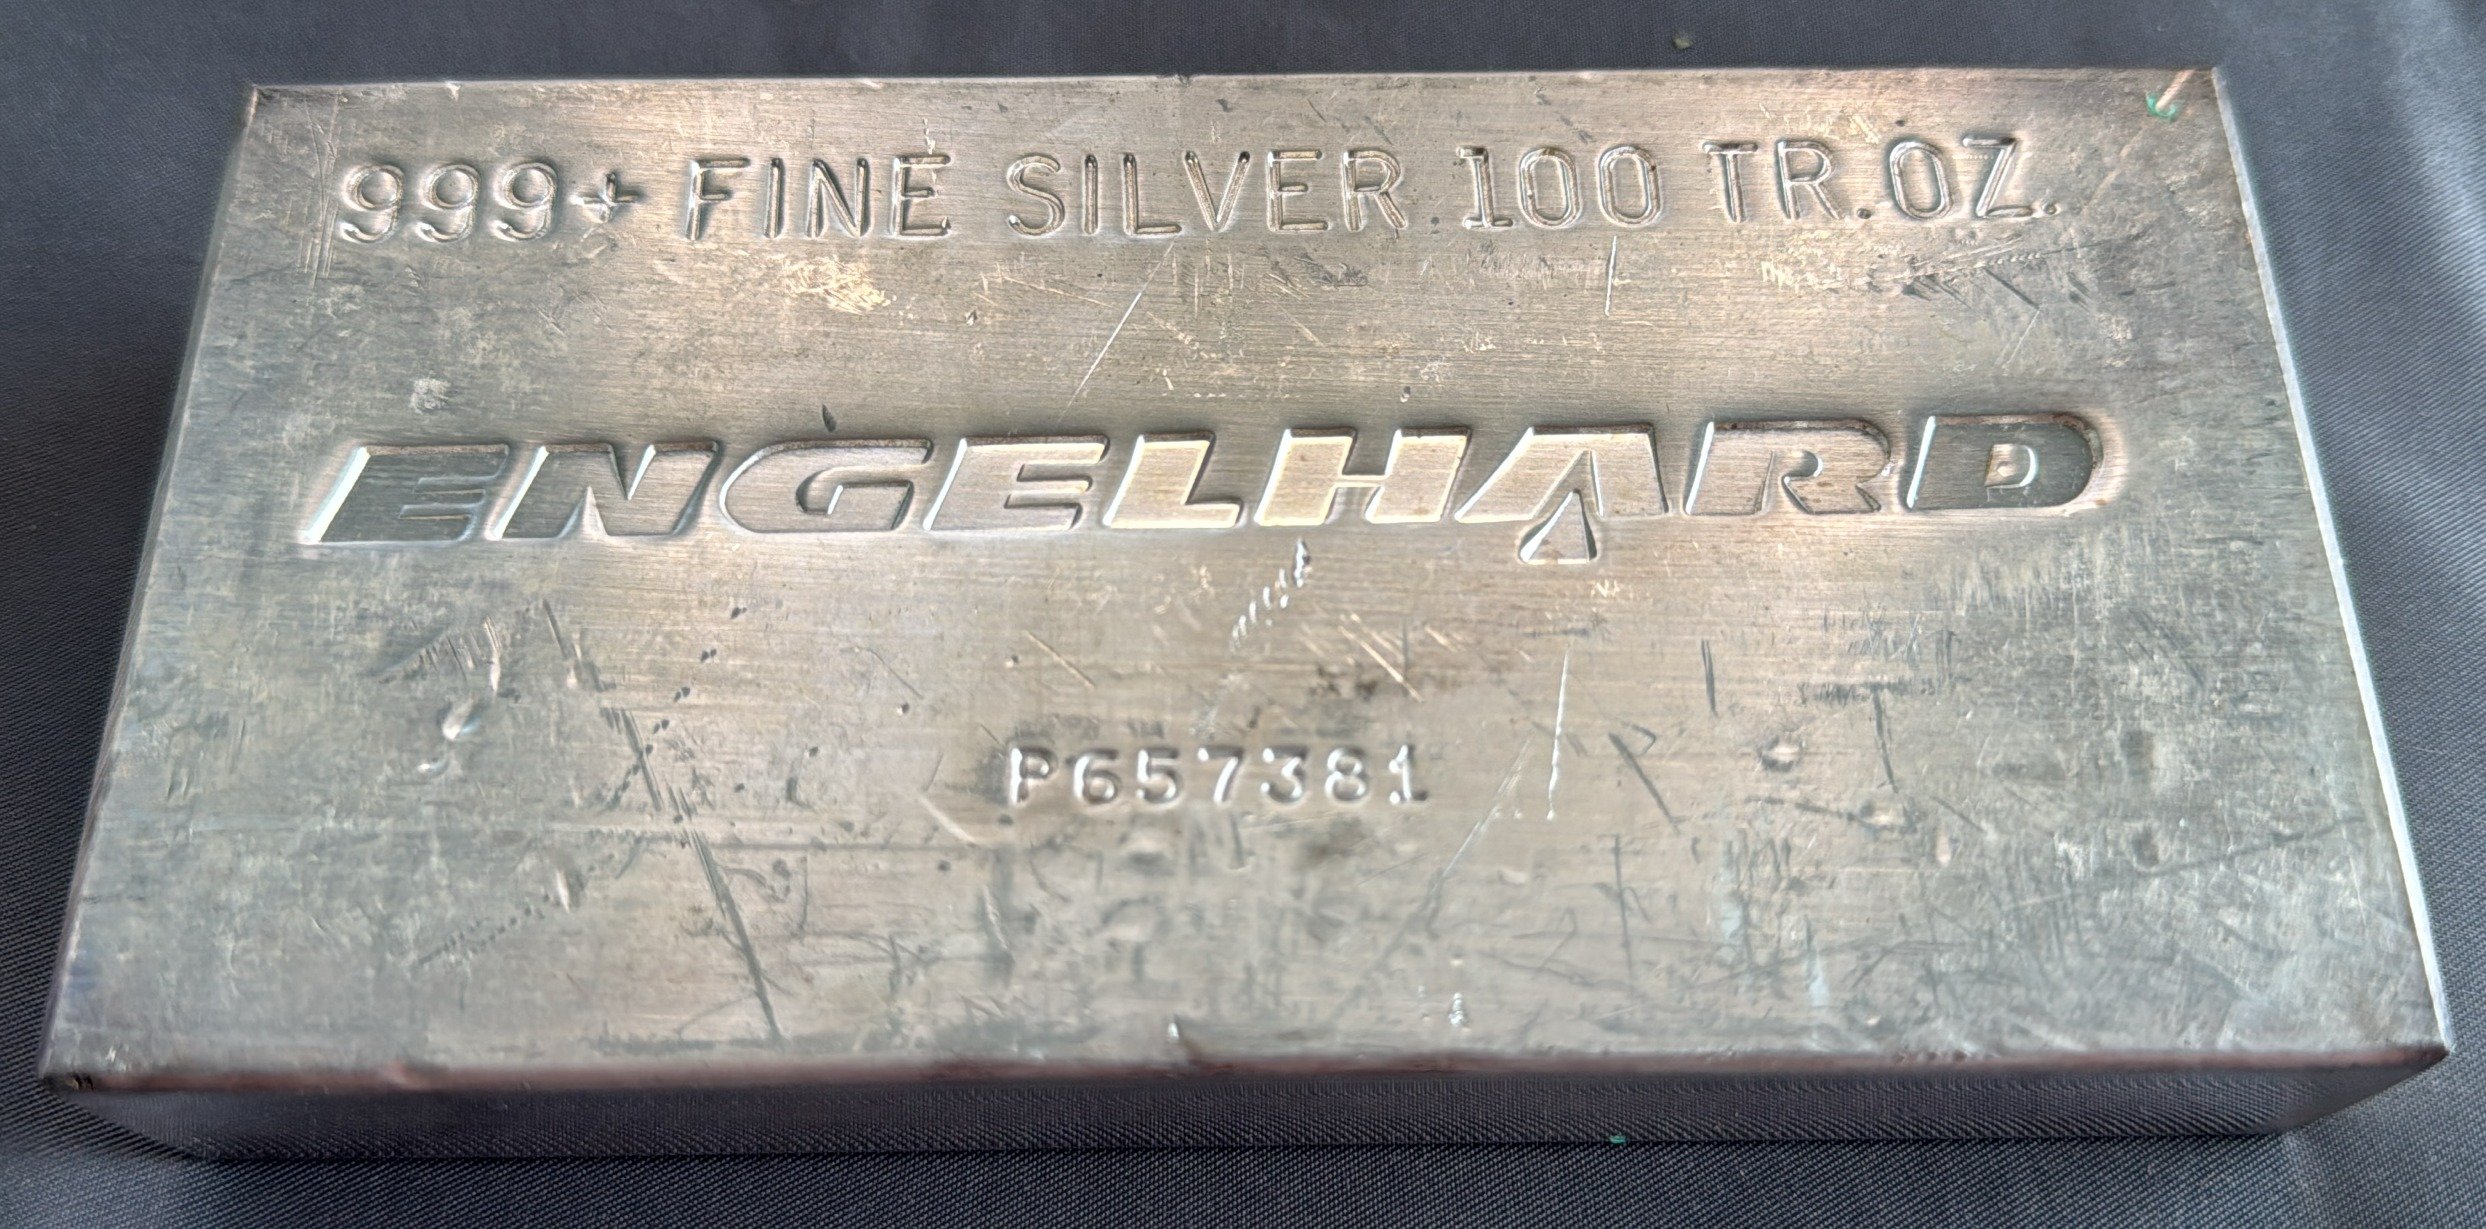 999+ FINE SILVER 100 TR.OZ.
ENGELHARD
P657381